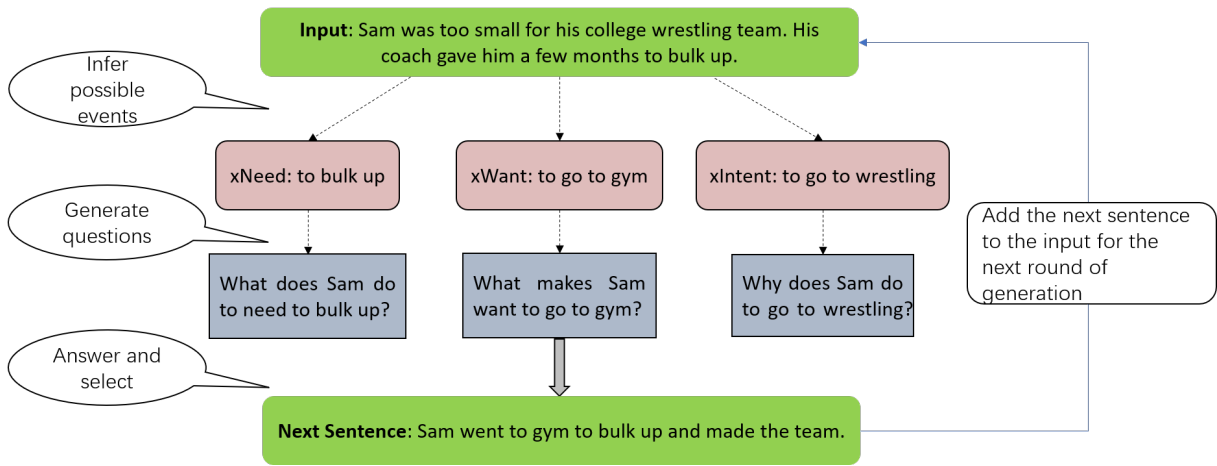 Input: Sam was too small for his college wrestling team. His
coach gave him a few months to bulk up.
Infer
possible
events
xNeed: to bulk up
xWant: to go to gym
xIntent: to go to wrestling
Generate
questions
What does Sam do
to need to bulk up?
What makes Sam
want to go to gym?
Why does Sam do
to go to wrestling?
Add the next sentence
to the input for the
next round of
generation
Answer and
select
Next Sentence: Sam went to gym to bulk up and made the team.